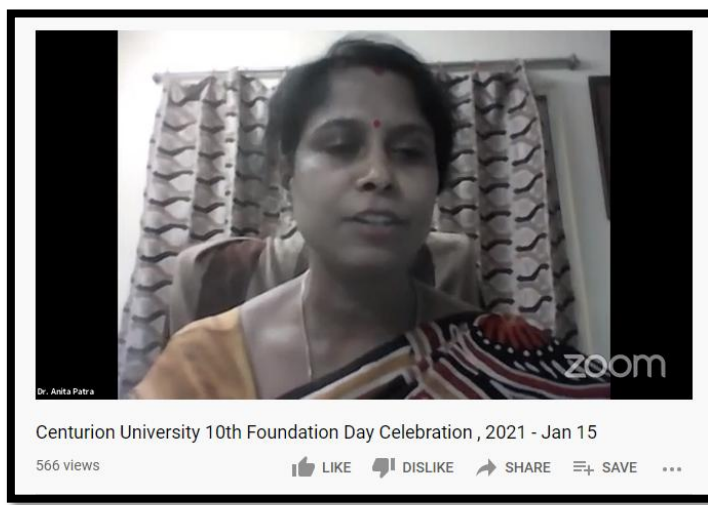 zoom
Dr. Anita Patra
Centurion University 10th Foundation Day Celebration , 2021 - Jan 15
566 views LIKE DISLIKE SHARE SAVE